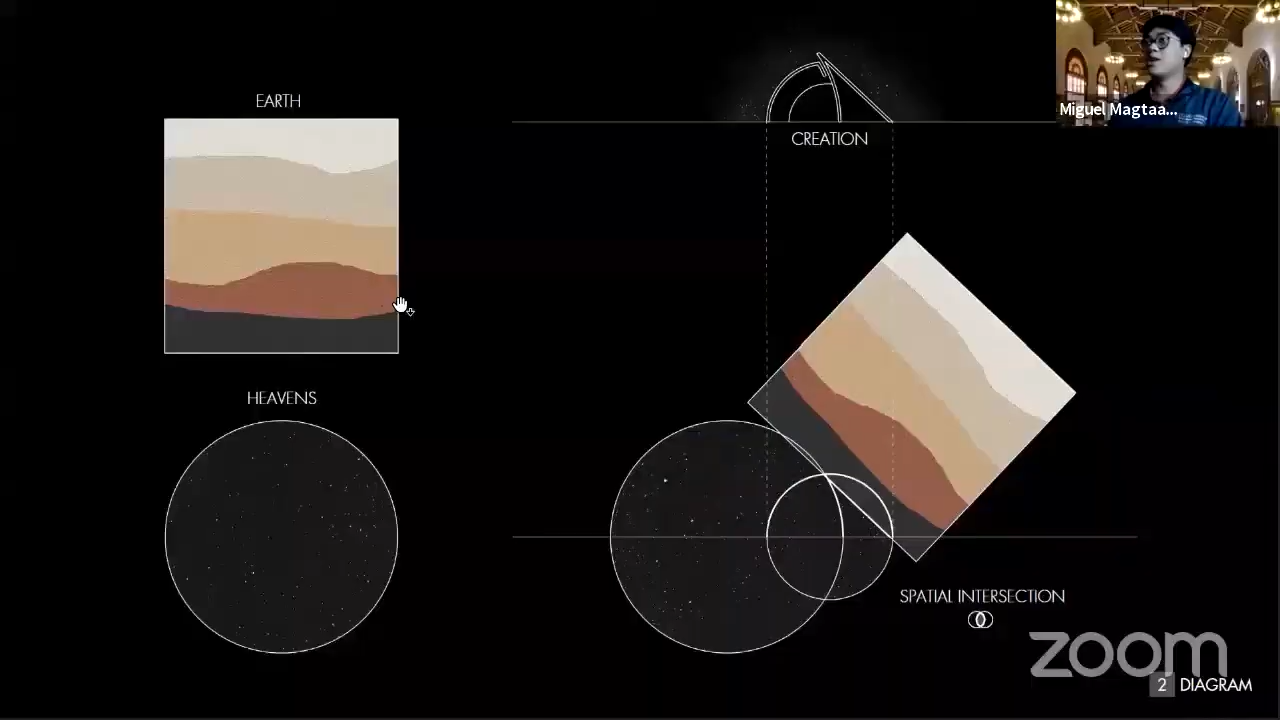 EARTH
Miguel Magtaa...
CREATION
HEAVENS
SPATIAL INTERSECTION
zoom
2 DIAGRAM